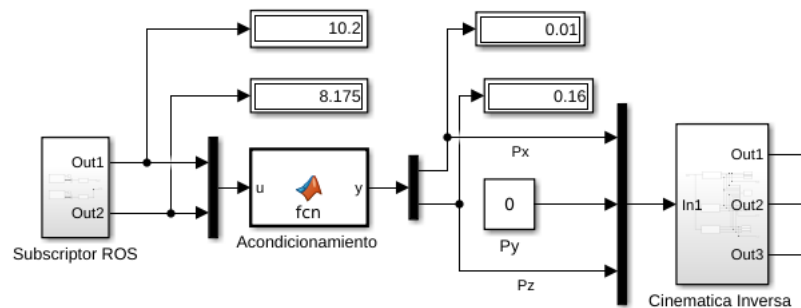 10.2
0.01
8.175
0.16
Out1
Out2
Subscriptor ROS
u
fcn
y
Acondicionamiento
Px
0
Py
Pz
In1
Out1
Out2
Out3
Cinematica Inversa